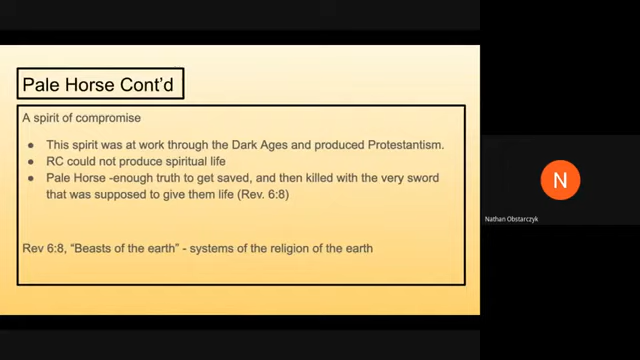 Pale Horse Cont'd
A spirit of compromise
● This spirit was at work through the Dark Ages and produced Protestantism.
● RC could not produce spiritual life
● Pale Horse -enough truth to get saved, and then killed with the very sword
that was supposed to give them life (Rev. 6:8)
Rev 6:8, “Beasts of the earth” - systems of the religion of the earth
N
Nathan Obstarczyk